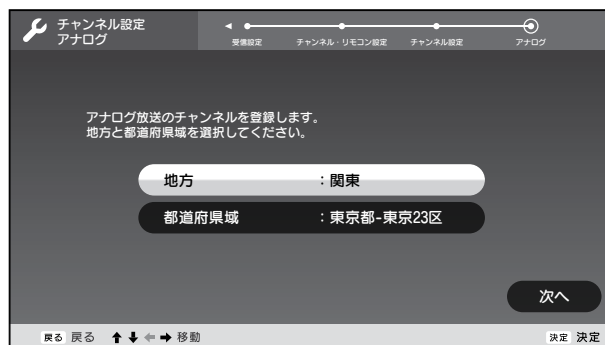 チャンネル設定
アナログ
受信設定 チャンネル・リモコン設定 チャンネル設定 アナログ
アナログ放送のチャンネルを登録します。
地方と都道府県域を選択してください。
地方 :関東
都道府県域 :東京都-東京23区
次へ
戻る 戻る 移動 決定 決定